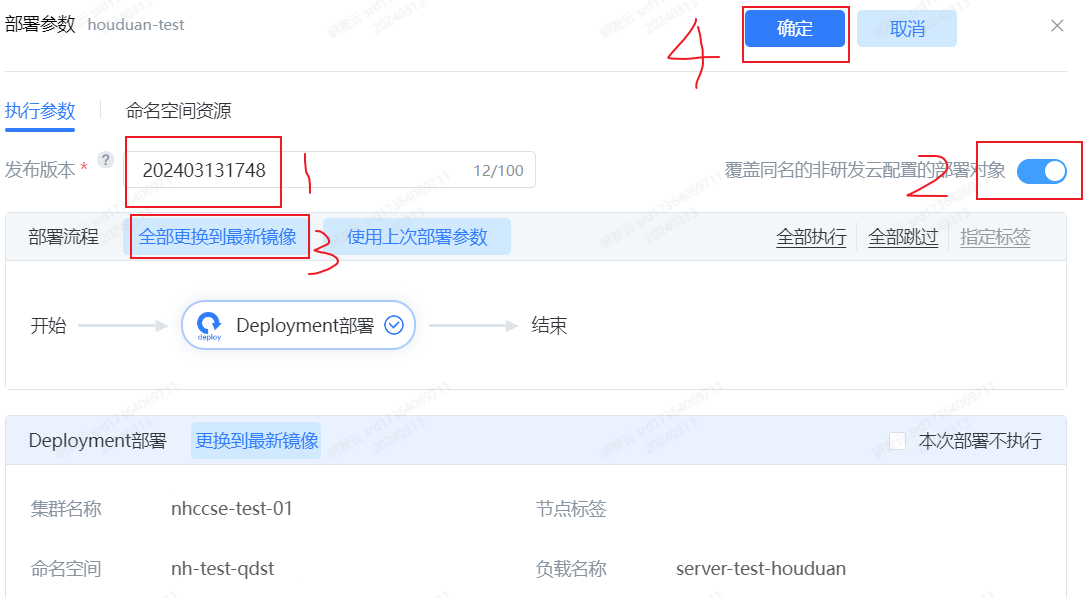 部署参数 houduan-test
确定 取消
4
执行参数 命名空间资源
发布版本 * ? 202403131748 12/100 覆盖同名的非研发云配置的部署对象
1
2
部署流程 全部更换到最新镜像 使用上次部署参数 全部执行 全部跳过 指定标签
3
开始 deploy Deployment部署 结束
Deployment部署 更换到最新镜像 本次部署不执行
集群名称 nhccse-test-01 节点标签
命名空间 nh-test-qdst 负载名称 server-test-houduan
研发云 srd17364069711
20240313